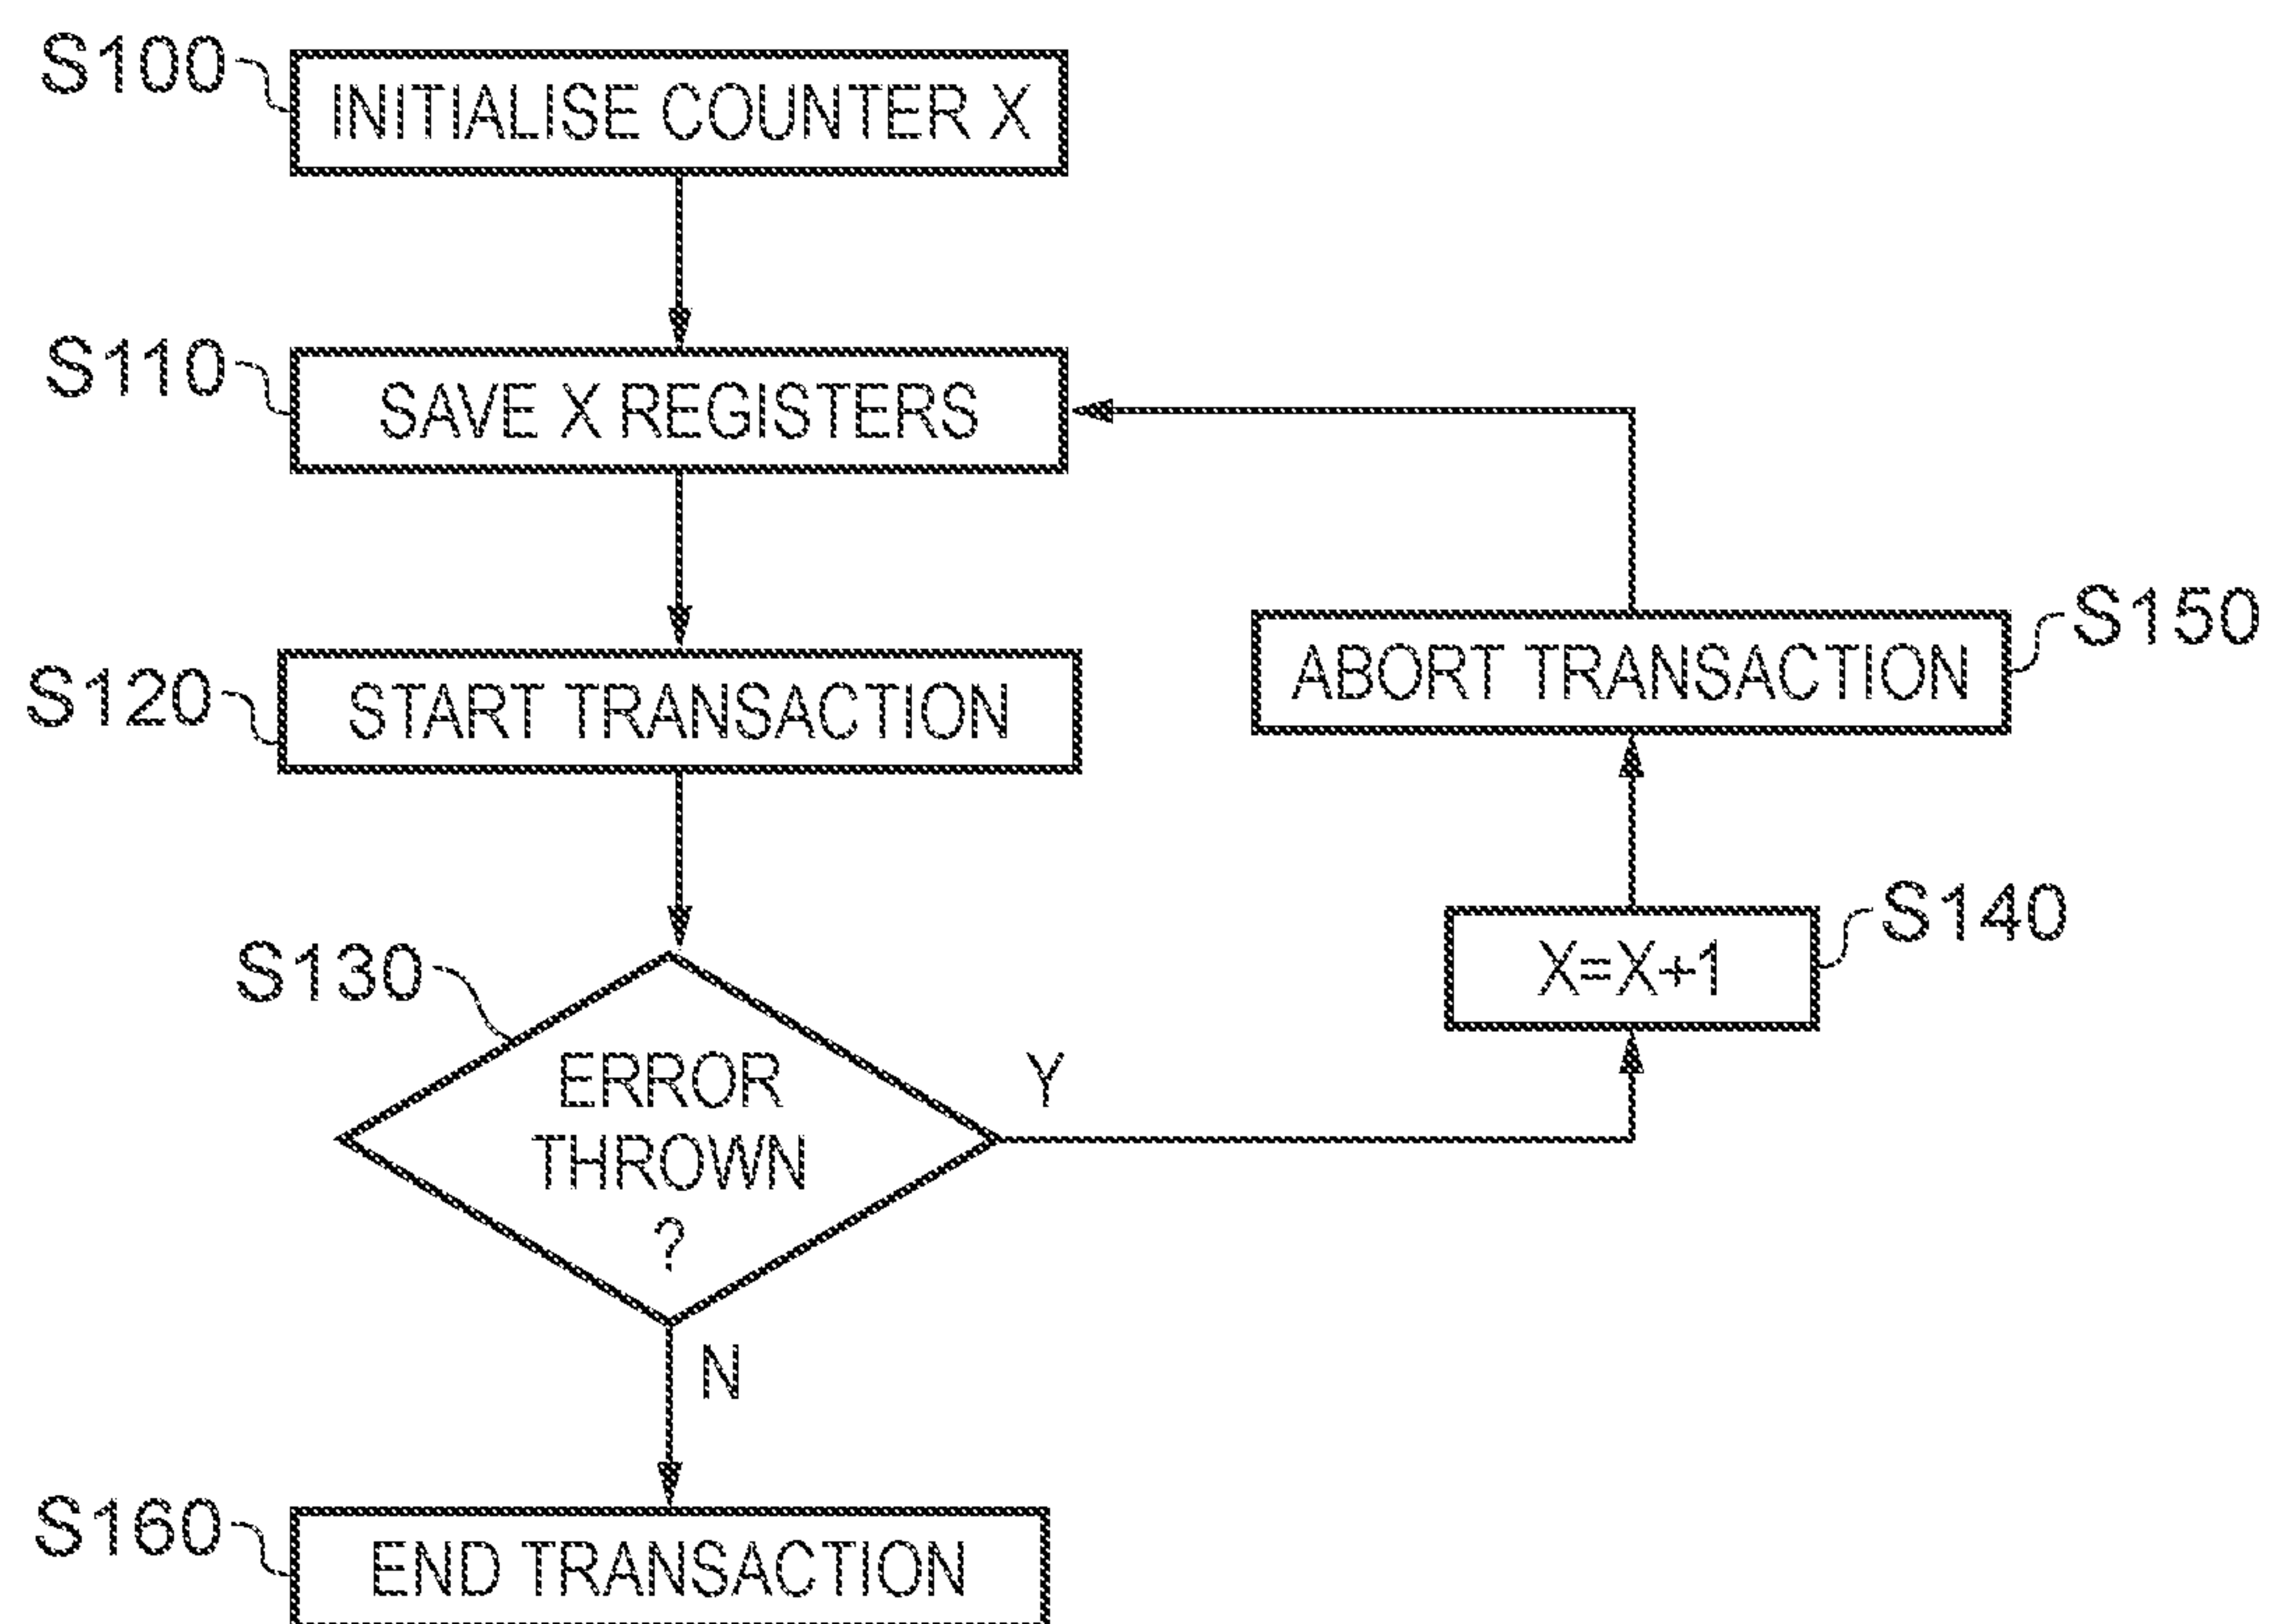 S100
INITIALISE COUNTER X
S110
SAVE X REGISTERS
S120
START TRANSACTION
ABORT TRANSACTION
S150
X=X+1
S140
S130
ERROR
THROWN
?
Y
N
S160
END TRANSACTION